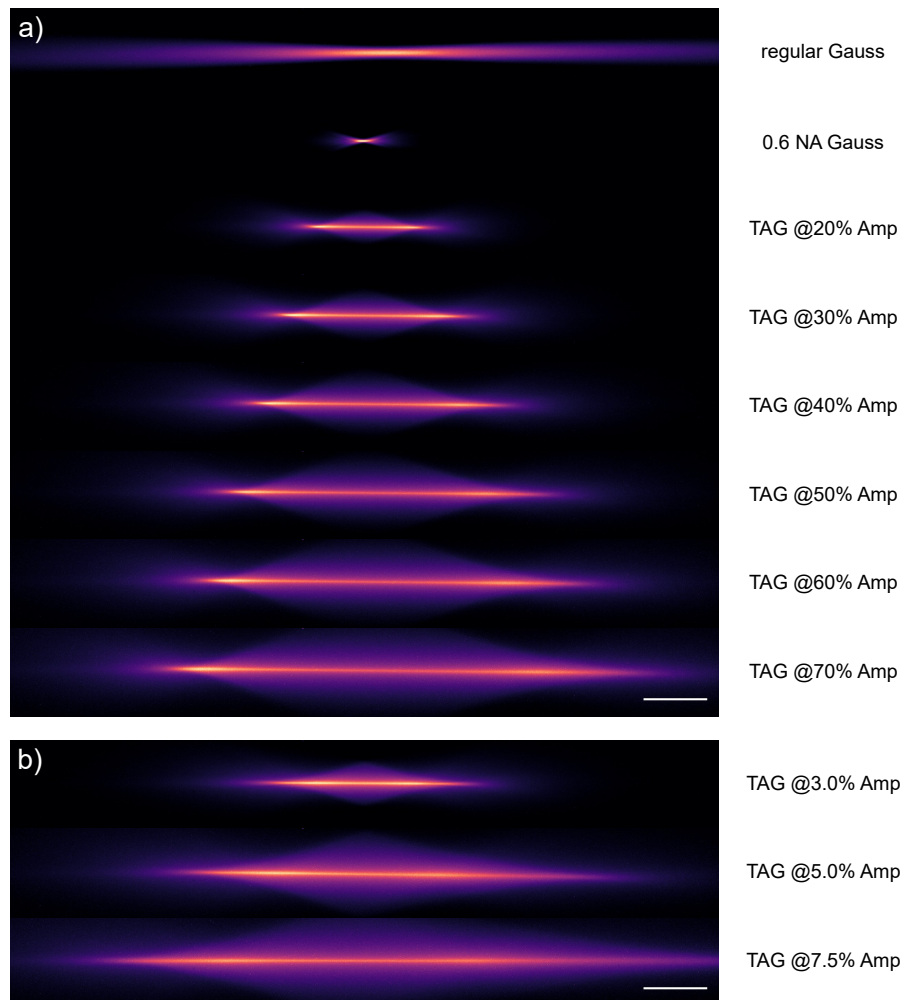 a)
regular Gauss
0.6 NA Gauss
TAG @20% Amp
TAG @30% Amp
TAG @40% Amp
TAG @50% Amp
TAG @60% Amp
TAG @70% Amp
b)
TAG @3.0% Amp
TAG @5.0% Amp
TAG @7.5% Amp